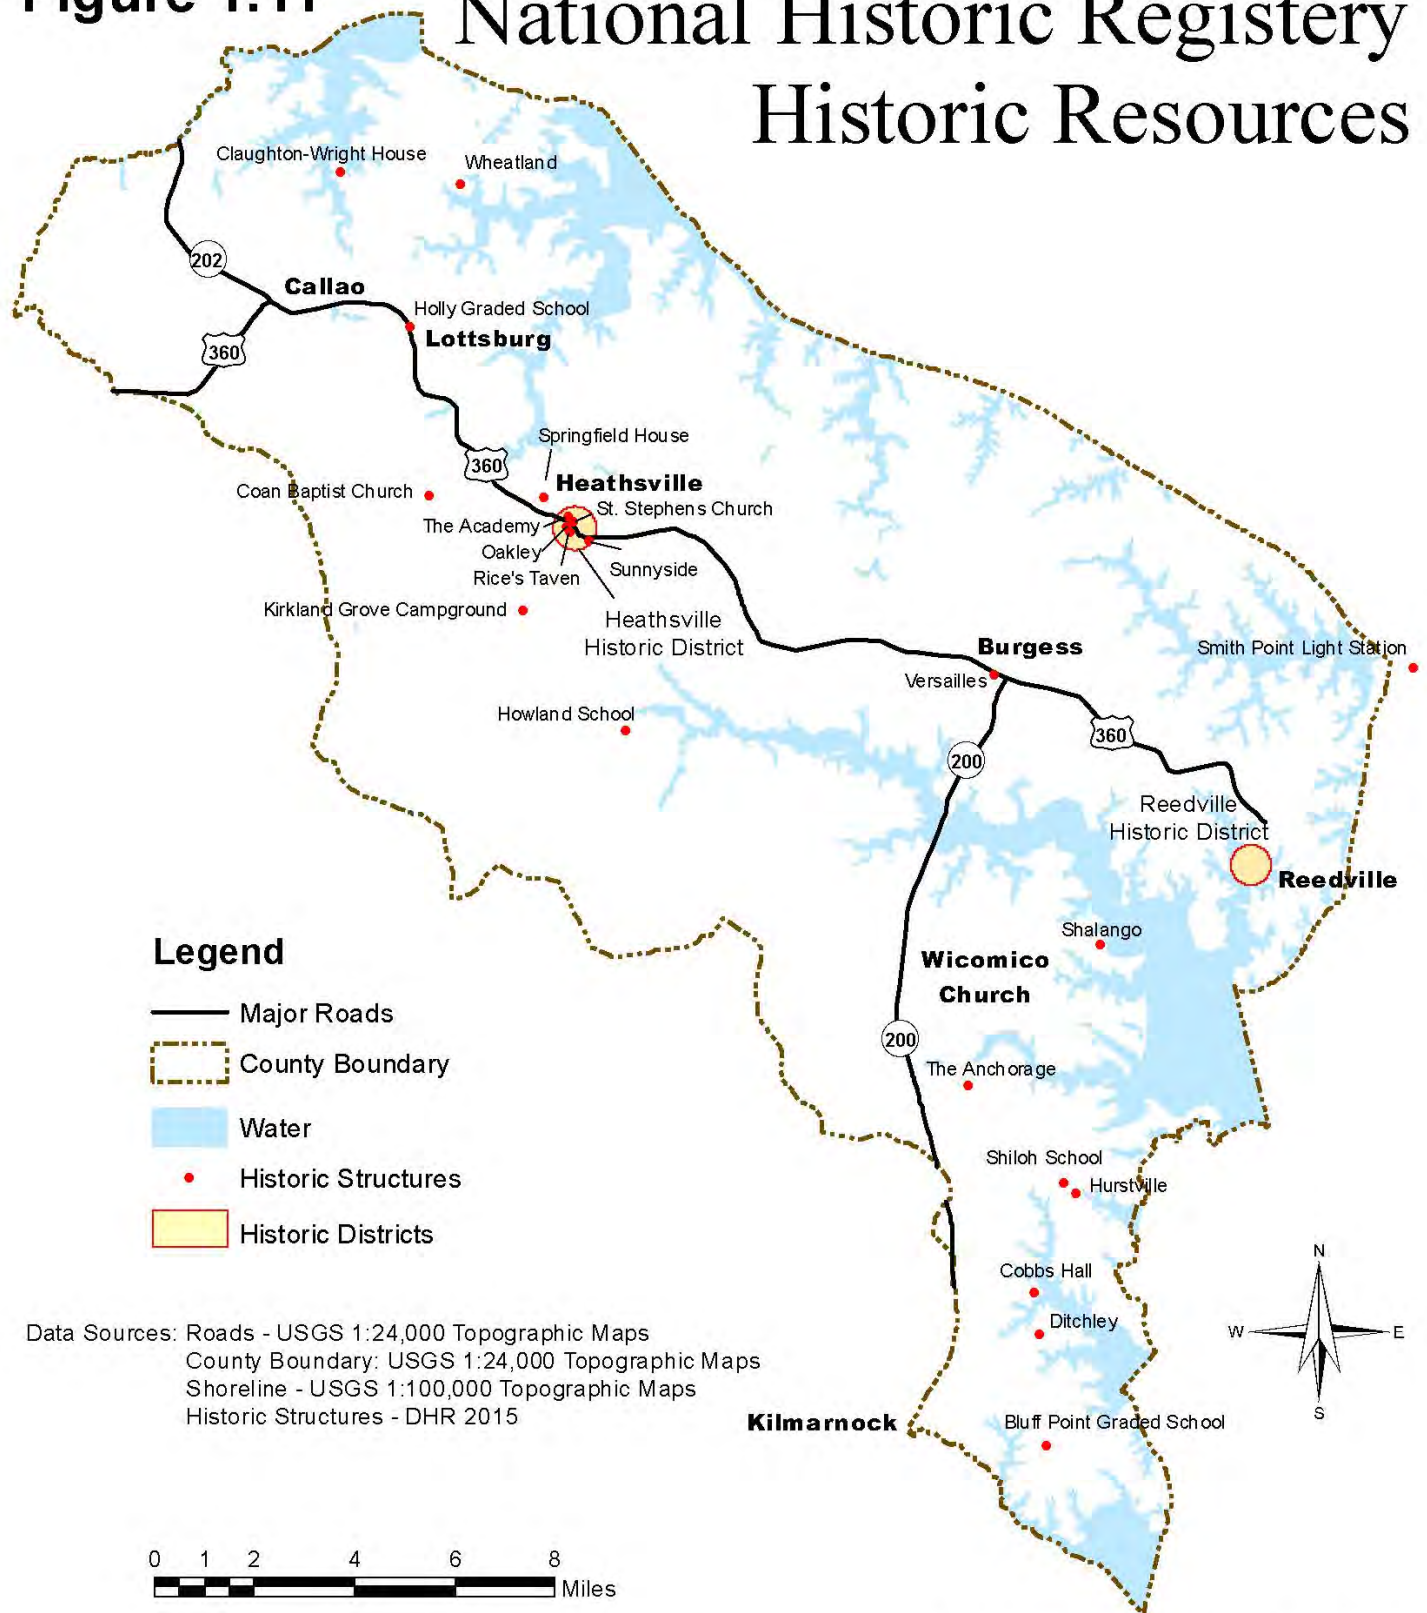 National Historic Registery
Historic Resources
Claughton-Wright House
Wheatland
202
Callao
Holly Graded School
Lottsburg
360
Springfield House
360
Heathsville
Coan Baptist Church
St. Stephens Church
The Academy
Oakley
Rice's Taven
Sunnyside
Kirkland Grove Campground
Heathsville
Historic District
Burgess
Smith Point Light Station
Versailles
Howland School
360
200
Reedville
Historic District
Reedville
Shalango
Wicomico
Church
200
The Anchorage
Shiloh School
Hurstville
Cobbs Hall
Ditchley
Kilmarnock
Bluff Point Graded School
Legend
Major Roads
County Boundary
Water
Historic Structures
Historic Districts
N
W E
S
Data Sources: Roads - USGS 1:24,000 Topographic Maps
County Boundary: USGS 1:24,000 Topographic Maps
Shoreline - USGS 1:100,000 Topographic Maps
Historic Structures - DHR 2015
0 1 2 4 6 8
Miles